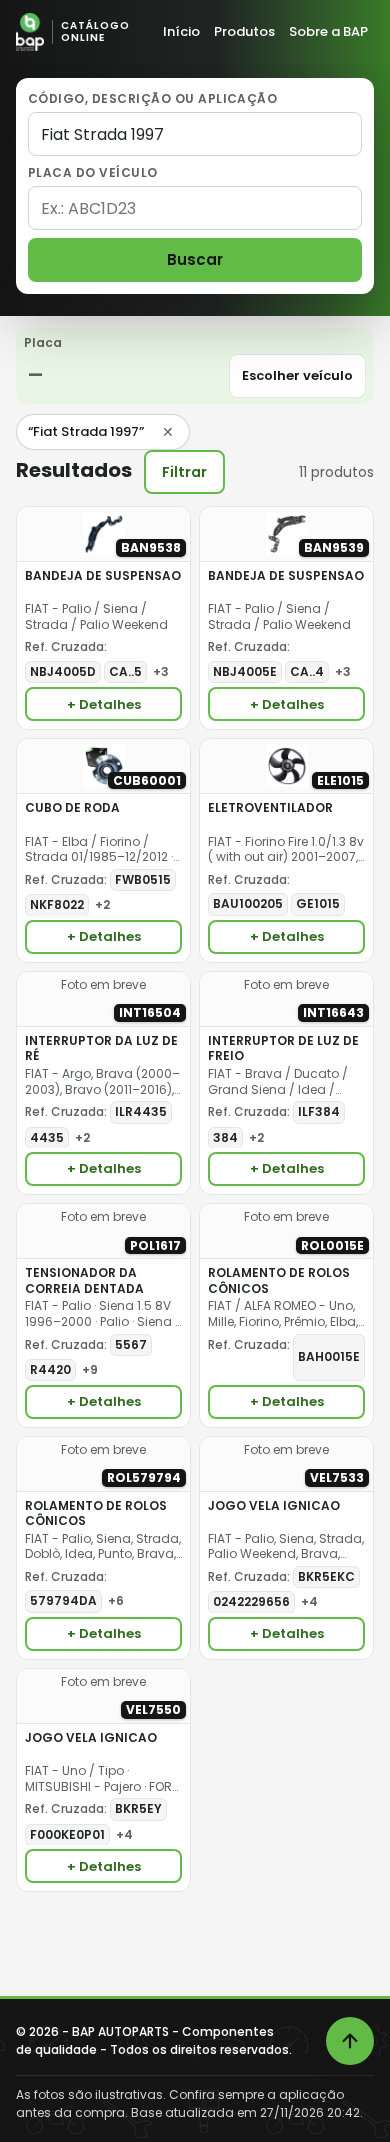 bap
CATÁLOGO
ONLINE
Início Produtos Sobre a BAP
CÓDIGO, DESCRIÇÃO OU APLICAÇÃO
Fiat Strada 1997
PLACA DO VEÍCULO
Ex.: ABC1D23
Buscar
Placa
—
Escolher veículo
“Fiat Strada 1997” ×
Resultados
Filtrar
11 produtos
BAN9538
BANDEJA DE SUSPENSAO
FIAT - Palio / Siena /
Strada / Palio Weekend
Ref. Cruzada:
NBJ4005D CA..5 +3
+ Detalhes
BAN9539
BANDEJA DE SUSPENSAO
FIAT - Palio / Siena /
Strada / Palio Weekend
Ref. Cruzada:
NBJ4005E CA..4 +3
+ Detalhes
CUB60001
CUBO DE RODA
FIAT - Elba / Fiorino /
Strada 01/1985–12/2012 ·…
Ref. Cruzada: FWB0515
NKF8022 +2
+ Detalhes
ELE1015
ELETROVENTILADOR
FIAT - Fiorino Fire 1.0/1.3 8v
( with out air) 2001–2007,…
Ref. Cruzada:
BAU100205 GE1015
+ Detalhes
Foto em breve
INT16504
INTERRUPTOR DA LUZ DE
RÉ
FIAT - Argo, Brava (2000–
2003), Bravo (2011–2016),…
Ref. Cruzada: ILR4435
4435 +2
+ Detalhes
Foto em breve
INT16643
INTERRUPTOR DE LUZ DE
FREIO
FIAT - Brava / Ducato /
Grand Siena / Idea /…
Ref. Cruzada: ILF384
384 +2
+ Detalhes
Foto em breve
POL1617
TENSIONADOR DA
CORREIA DENTADA
FIAT - Palio · Siena 1.5 8V
1996–2000 · Palio · Siena …
Ref. Cruzada: 5567
R4420 +9
+ Detalhes
Foto em breve
ROL0015E
ROLAMENTO DE ROLOS
CÔNICOS
FIAT / ALFA ROMEO - Uno,
Mille, Fiorino, Prêmio, Elba,…
Ref. Cruzada: BAH0015E
+ Detalhes
Foto em breve
ROL579794
ROLAMENTO DE ROLOS
CÔNICOS
FIAT - Palio, Siena, Strada,
Doblò, Idea, Punto, Brava,…
Ref. Cruzada:
579794DA +6
+ Detalhes
Foto em breve
VEL7533
JOGO VELA IGNICAO
FIAT - Palio, Siena, Strada,
Palio Weekend, Brava,…
Ref. Cruzada: BKR5EKC
0242229656 +4
+ Detalhes
Foto em breve
VEL7550
JOGO VELA IGNICAO
FIAT - Uno / Tipo ·
MITSUBISHI - Pajero · FOR…
Ref. Cruzada: BKR5EY
F000KE0P01 +4
+ Detalhes
© 2026 - BAP AUTOPARTS - Componentes
de qualidade - Todos os direitos reservados.
As fotos são ilustrativas. Confira sempre a aplicação
antes da compra. Base atualizada em 27/11/2026 20:42.